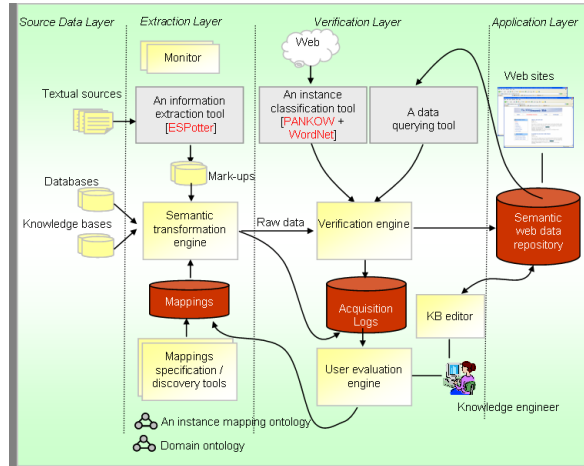 Source Data Layer
Extraction Layer
Verification Layer
Application Layer
Monitor
Web
Web sites
Textual sources
An information
extraction tool
[ESPotter]
An instance
classification tool
[PANKOW +
WordNet]
A data
querying tool
Mark-ups
Databases
Knowledge bases
Semantic
transformation
engine
Raw data
Verification engine
Semantic
web data
repository
Mappings
Acquisition
Logs
KB editor
Mappings
specification /
discovery tools
User evaluation
engine
Knowledge engineer
An instance mapping ontology
Domain ontology